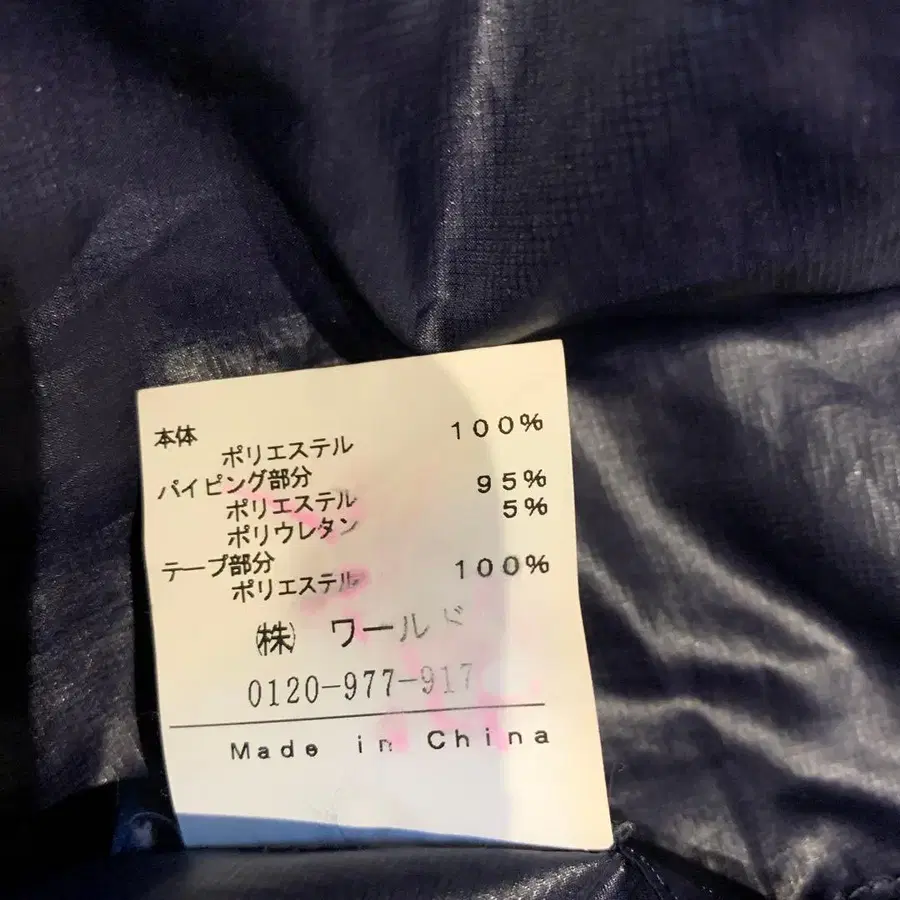 本体
ポリエステル 100%
パイピング部分
ポリエステル 95%
ポリウレタン 5%
テープ部分
ポリエステル 100%
㈱ ワールド
0120-977-917
Made in China